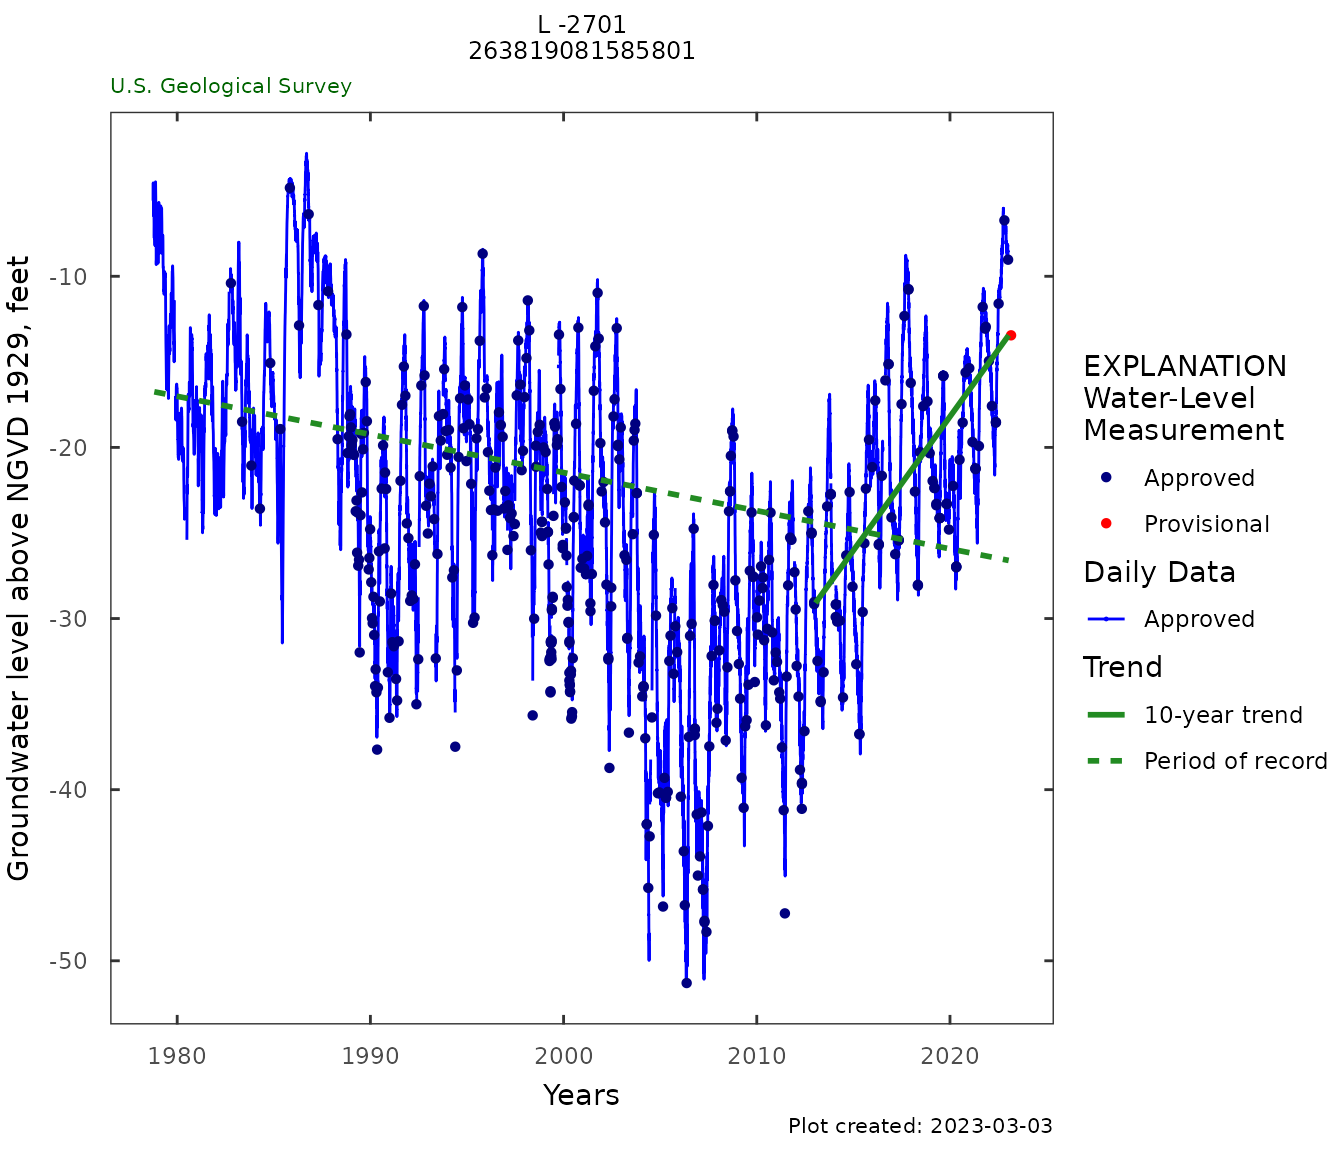 L -2701
263819081585801
U.S. Geological Survey
Groundwater level above NGVD 1929, feet
-10
-20
-30
-40
-50
1980
1990
2000
2010
2020
Years
EXPLANATION
Water-Level
Measurement
Approved
Provisional
Daily Data
Approved
Trend
10-year trend
Period of record
Plot created: 2023-03-03